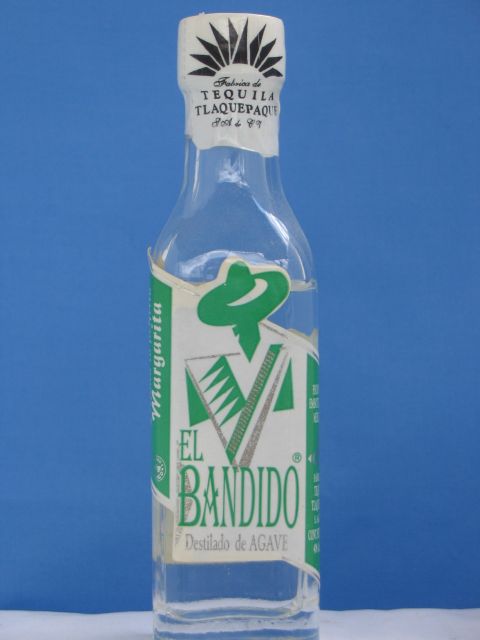 Fabrica de
TEQUILA
TLAQUEPAQUE
S.A. de C.V.
Margarita
EL
BANDIDO®
Destilado de AGAVE